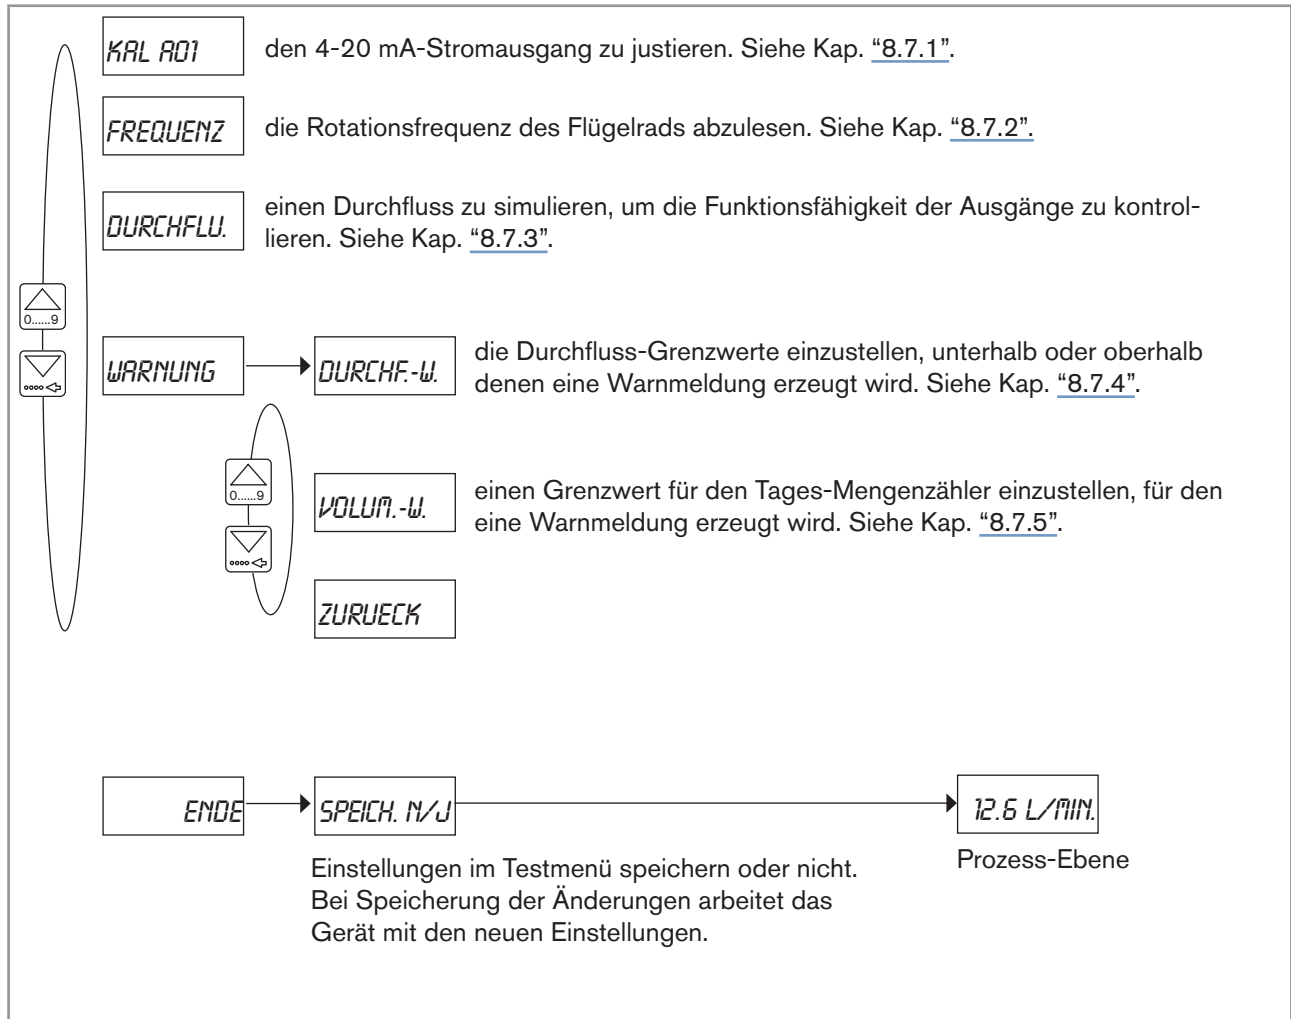 KAL AO1
den 4-20 mA-Stromausgang zu justieren. Siehe Kap. “8.7.1”.
FREQUENZ
die Rotationsfrequenz des Flügelrads abzulesen. Siehe Kap. “8.7.2”.
DURCHFLU.
einen Durchfluss zu simulieren, um die Funktionsfähigkeit der Ausgänge zu kontrol-
lieren. Siehe Kap. “8.7.3”.
0......9
WARNUNG
DURCHF.-W.
die Durchfluss-Grenzwerte einzustellen, unterhalb oder oberhalb
denen eine Warnmeldung erzeugt wird. Siehe Kap. “8.7.4”.
0......9
VOLUM.-W.
einen Grenzwert für den Tages-Mengenzähler einzustellen, für den
eine Warnmeldung erzeugt wird. Siehe Kap. “8.7.5”.
ZURUECK
ENDE
SPEICH. N/J
12.6 L/MIN.
Einstellungen im Testmenü speichern oder nicht.
Bei Speicherung der Änderungen arbeitet das
Gerät mit den neuen Einstellungen.
Prozess-Ebene